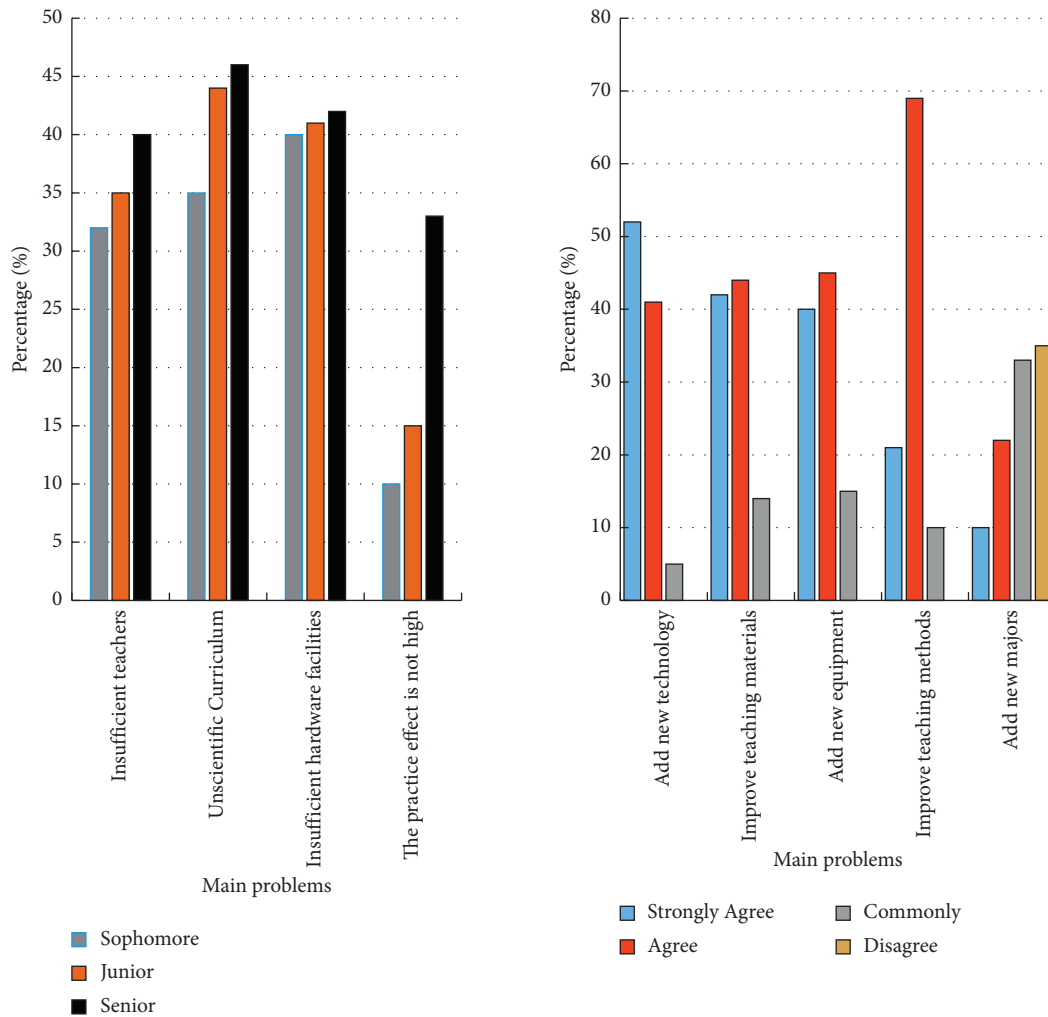 50
45
40
35
30
25
20
15
10
5
0
Percentage (%)
Insufficient teachers
Unscientific Curriculum
Insufficient hardware facilities
The practice effect is not high
Main problems
Sophomore
Junior
Senior
80
70
60
50
40
30
20
10
0
Percentage (%)
Add new technology
Improve teaching materials
Add new equipment
Improve teaching methods
Add new majors
Main problems
Strongly Agree
Agree
Commonly
Disagree